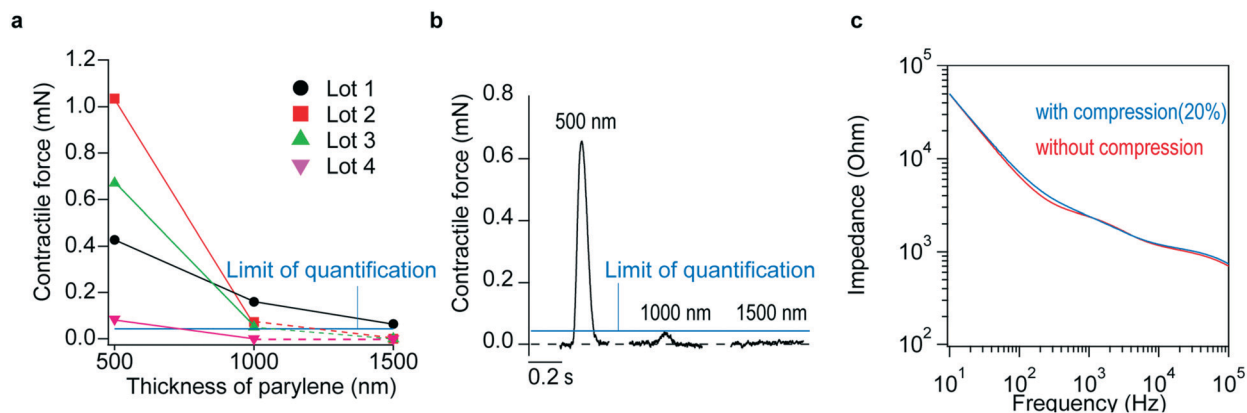 a
Contractile force (mN)
1.2
1.0
0.8
0.6
0.4
0.2
0.0
500
1000
1500
Thickness of parylene (nm)
Lot 1
Lot 2
Lot 3
Lot 4
Limit of quantification
b
Contractile force (mN)
0.8
0.6
0.4
0.2
0.0
500 nm
Limit of quantification
1000 nm
1500 nm
0.2 s
c
Impedance (Ohm)
10^5
10^4
10^3
10^2
with compression(20%)
without compression
10^1
10^2
10^3
10^4
10^5
Frequency (Hz)